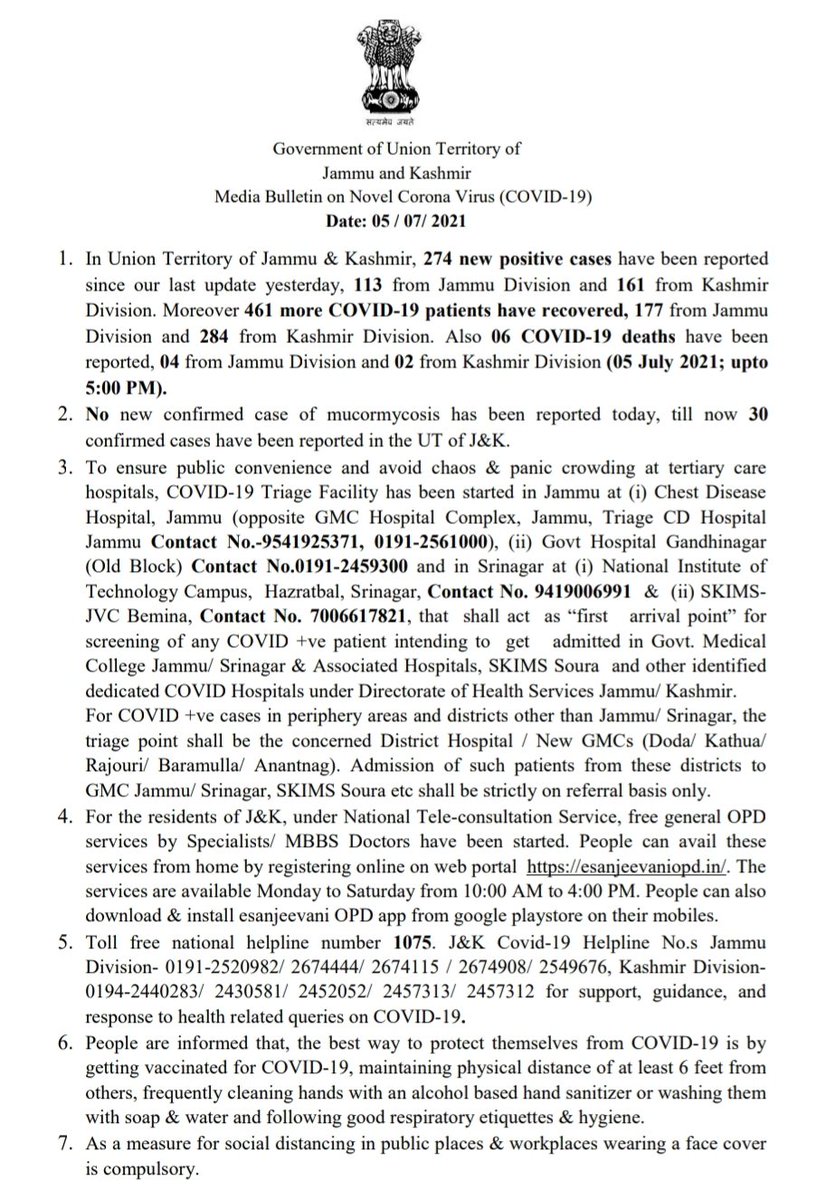 सत्यमेव जयते
Government of Union Territory of
Jammu and Kashmir
Media Bulletin on Novel Corona Virus (COVID-19)
Date: 05 / 07/ 2021
1. In Union Territory of Jammu & Kashmir, 274 new positive cases have been reported
since our last update yesterday, 113 from Jammu Division and 161 from Kashmir
Division. Moreover 461 more COVID-19 patients have recovered, 177 from Jammu
Division and 284 from Kashmir Division. Also 06 COVID-19 deaths have been
reported, 04 from Jammu Division and 02 from Kashmir Division (05 July 2021; upto
5:00 PM).
2. No new confirmed case of mucormycosis has been reported today, till now 30
confirmed cases have been reported in the UT of J&K.
3. To ensure public convenience and avoid chaos & panic crowding at tertiary care
hospitals, COVID-19 Triage Facility has been started in Jammu at (i) Chest Disease
Hospital, Jammu (opposite GMC Hospital Complex, Jammu, Triage CD Hospital
Jammu Contact No.-9541925371, 0191-2561000), (ii) Govt Hospital Gandhinagar
(Old Block) Contact No.0191-2459300 and in Srinagar at (i) National Institute of
Technology Campus, Hazratbal, Srinagar, Contact No. 9419006991 & (ii) SKIMS-
JVC Bemina, Contact No. 7006617821, that shall act as “first arrival point” for
screening of any COVID +ve patient intending to get admitted in Govt. Medical
College Jammu/ Srinagar & Associated Hospitals, SKIMS Soura and other identified
dedicated COVID Hospitals under Directorate of Health Services Jammu/ Kashmir.
For COVID +ve cases in periphery areas and districts other than Jammu/ Srinagar, the
triage point shall be the concerned District Hospital / New GMCs (Doda/ Kathua/
Rajouri/ Baramulla/ Anantnag). Admission of such patients from these districts to
GMC Jammu/ Srinagar, SKIMS Soura etc shall be strictly on referral basis only.
4. For the residents of J&K, under National Tele-consultation Service, free general OPD
services by Specialists/ MBBS Doctors have been started. People can avail these
services from home by registering online on web portal https://esanjeevaniopd.in/. The
services are available Monday to Saturday from 10:00 AM to 4:00 PM. People can also
download & install esanjeevani OPD app from google playstore on their mobiles.
5. Toll free national helpline number 1075. J&K Covid-19 Helpline No.s Jammu
Division- 0191-2520982/ 2674444/ 2674115 / 2674908/ 2549676, Kashmir Division-
0194-2440283/ 2430581/ 2452052/ 2457313/ 2457312 for support, guidance, and
response to health related queries on COVID-19.
6. People are informed that, the best way to protect themselves from COVID-19 is by
getting vaccinated for COVID-19, maintaining physical distance of at least 6 feet from
others, frequently cleaning hands with an alcohol based hand sanitizer or washing them
with soap & water and following good respiratory etiquettes & hygiene.
7. As a measure for social distancing in public places & workplaces wearing a face cover
is compulsory.